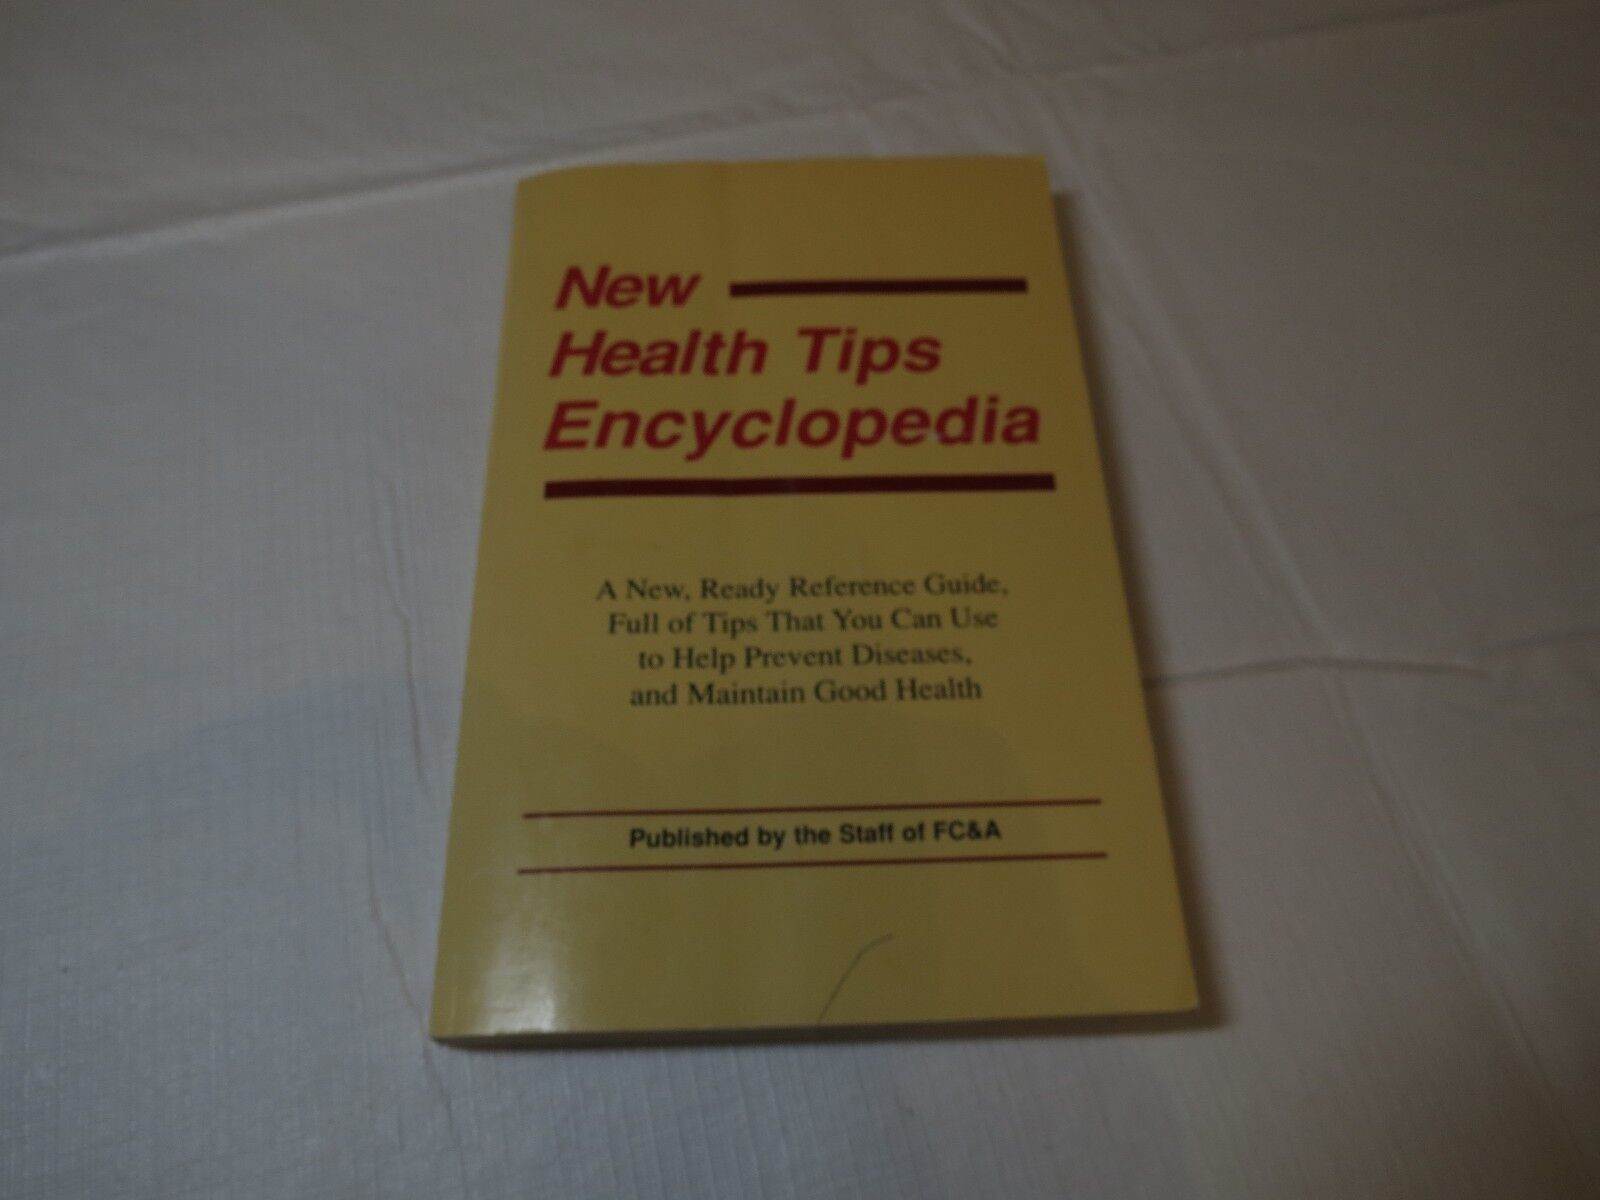 New
Health Tips
Encyclopedia
A New, Ready Reference Guide,
Full of Tips That You Can Use
to Help Prevent Diseases,
and Maintain Good Health
Published by the Staff of FC&A